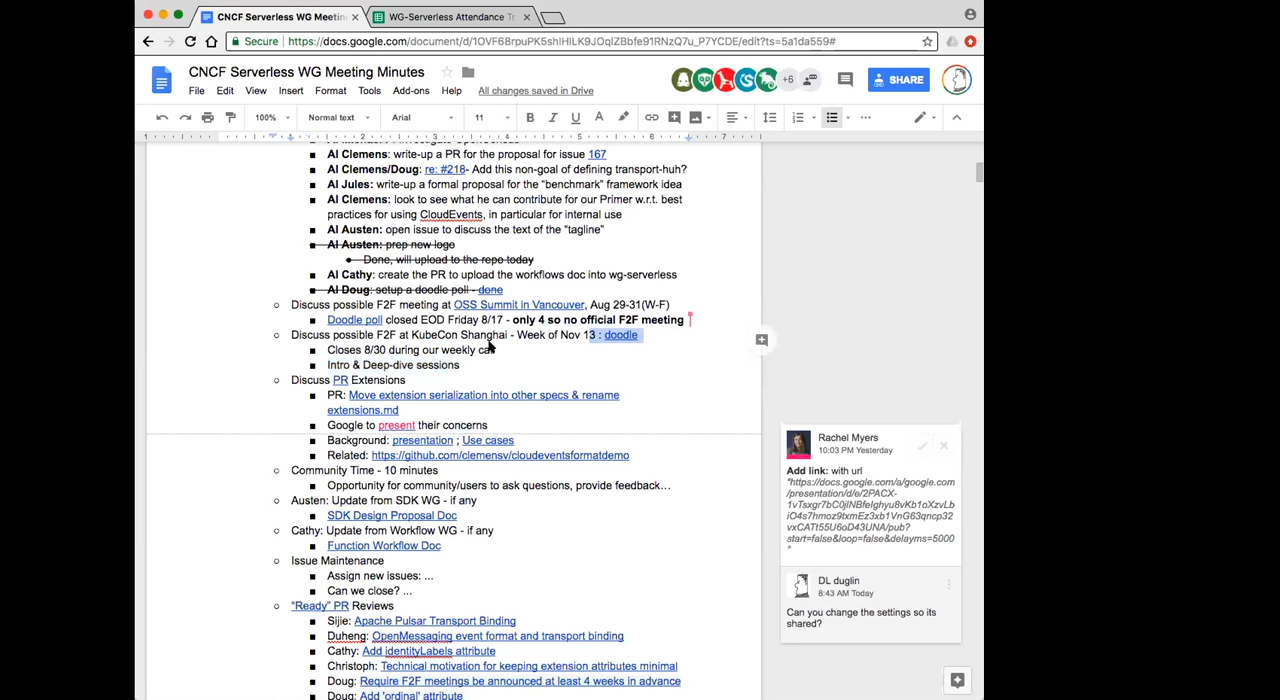 CNCF Serverless WG Meetin
WG-Serverless Attendance Tr
Secure
https://docs.google.com/document/d/1OVF68rpuPK5shIHlLK9JOqlZBbfe91RNzQ7u_P7YCDE/edit?ts=5a1da559#
CNCF Serverless WG Meeting Minutes
+6
SHARE
File Edit View Insert Format Tools Add-ons Help All changes saved in Drive
100% Normal text Arial 11 B I U A
1 1 2 3 4 5 6 7
AI Clemens: write-up a PR for the proposal for issue 167
AI Clemens/Doug: re: #218- Add this non-goal of defining transport-huh?
AI Jules: write-up a formal proposal for the "benchmark" framework idea
AI Clemens: look to see what he can contribute for our Primer w.r.t. best
practices for using CloudEvents, in particular for internal use
AI Austen: open issue to discuss the text of the "tagline"
AI Austen: prep new logo
Done, will upload to the repo today
AI Cathy: create the PR to upload the workflows doc into wg-serverless
AI Doug: setup a doodle poll - done
Discuss possible F2F meeting at OSS Summit in Vancouver, Aug 29-31(W-F)
Doodle poll closed EOD Friday 8/17 - only 4 so no official F2F meeting
Discuss possible F2F at KubeCon Shanghai - Week of Nov 13 : doodle
Closes 8/30 during our weekly call
Intro & Deep-dive sessions
Discuss PR Extensions
PR: Move extension serialization into other specs & rename
extensions.md
Google to present their concerns
Background: presentation ; Use cases
Related: https://github.com/clemensv/cloudeventsformatdemo
Community Time - 10 minutes
Opportunity for community/users to ask questions, provide feedback…
Austen: Update from SDK WG - if any
SDK Design Proposal Doc
Cathy: Update from Workflow WG - if any
Function Workflow Doc
Issue Maintenance
Assign new issues: ...
Can we close? ...
"Ready" PR Reviews
Sijie: Apache Pulsar Transport Binding
Duheng: OpenMessaging event format and transport binding
Cathy: Add identityLabels attribute
Christoph: Technical motivation for keeping extension attributes minimal
Doug: Require F2F meetings be announced at least 4 weeks in advance
Doug: Add 'ordinal' attribute
Rachel Myers
10:03 PM Yesterday
Add link: with url
"https://docs.google.com/a/google.com
/presentation/d/e/2PACX-
DL duglin
8:43 AM Today
Can you change the settings so its
shared?